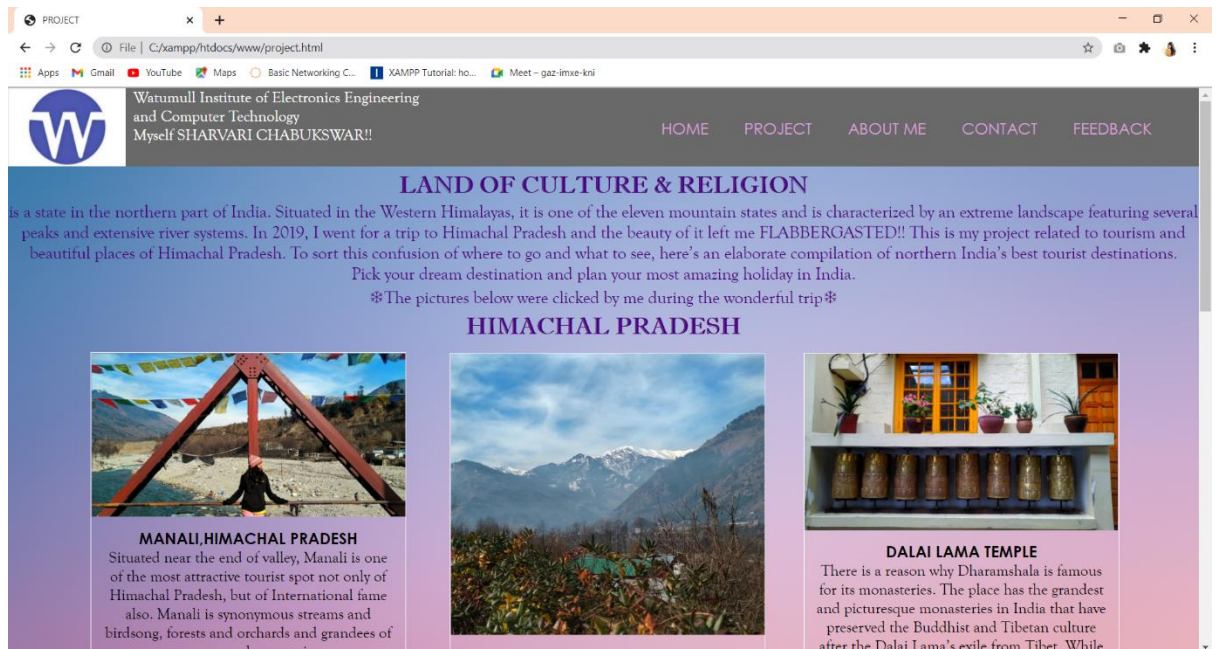 PROJECT
File | C:/xampp/htdocs/www/project.html
Apps
Gmail
YouTube
Maps
Basic Networking C...
XAMPP Tutorial: ho...
Meet – gaz-imxe-kni
W
Watumull Institute of Electronics Engineering
and Computer Technology
Myself SHARVARI CHABUKSWAR!!
HOME
PROJECT
ABOUT ME
CONTACT
FEEDBACK
LAND OF CULTURE & RELIGION
is a state in the northern part of India. Situated in the Western Himalayas, it is one of the eleven mountain states and is characterized by an extreme landscape featuring several
peaks and extensive river systems. In 2019, I went for a trip to Himachal Pradesh and the beauty of it left me FLABBERGASTED!! This is my project related to tourism and
beautiful places of Himachal Pradesh. To sort this confusion of where to go and what to see, here's an elaborate compilation of northern India's best tourist destinations.
Pick your dream destination and plan your most amazing holiday in India.
❄The pictures below were clicked by me during the wonderful trip❄
HIMACHAL PRADESH
MANALI,HIMACHAL PRADESH
Situated near the end of valley, Manali is one
of the most attractive tourist spot not only of
Himachal Pradesh, but of International fame
also. Manali is synonymous streams and
birdsong, forests and orchards and grandees of
DALAI LAMA TEMPLE
There is a reason why Dharamshala is famous
for its monasteries. The place has the grandest
and picturesque monasteries in India that have
preserved the Buddhist and Tibetan culture
after the Dalai Lama's exile from Tibet. While